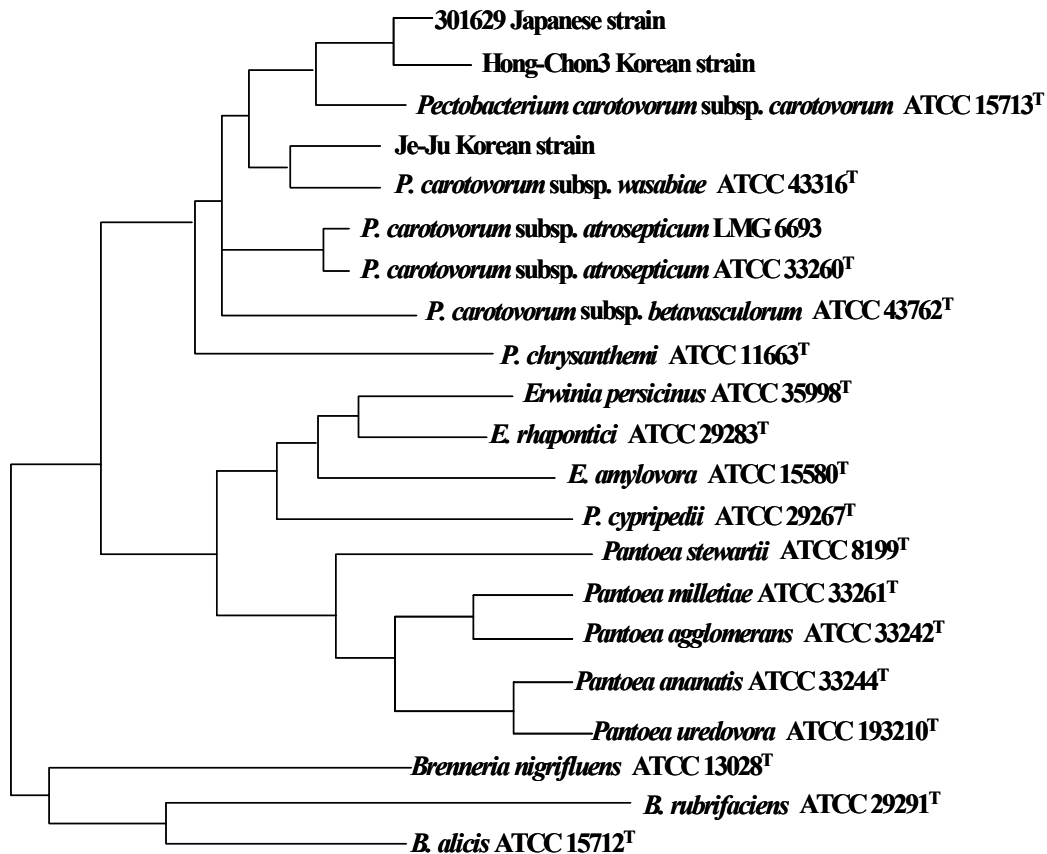 301629 Japanese strain
Hong-Chon3 Korean strain
Pectobacterium carotovorum subsp. carotovorum ATCC 15713T
Je-Ju Korean strain
P. carotovorum subsp. wasabiae ATCC 43316T
P. carotovorum subsp. atrosepticum LMG 6693
P. carotovorum subsp. atrosepticum ATCC 33260T
P. carotovorum subsp. betavasculorum ATCC 43762T
P. chrysanthemi ATCC 11663T
Erwinia persicinus ATCC 35998T
E. rhapontici ATCC 29283T
E. amylovora ATCC 15580T
P. cypripedii ATCC 29267T
Pantoea stewartii ATCC 8199T
Pantoea milletiae ATCC 33261T
Pantoea agglomerans ATCC 33242T
Pantoea ananatis ATCC 33244T
Pantoea uredovora ATCC 193210T
Brenneria nigrifluens ATCC 13028T
B. rubrifaciens ATCC 29291T
B. alicis ATCC 15712T